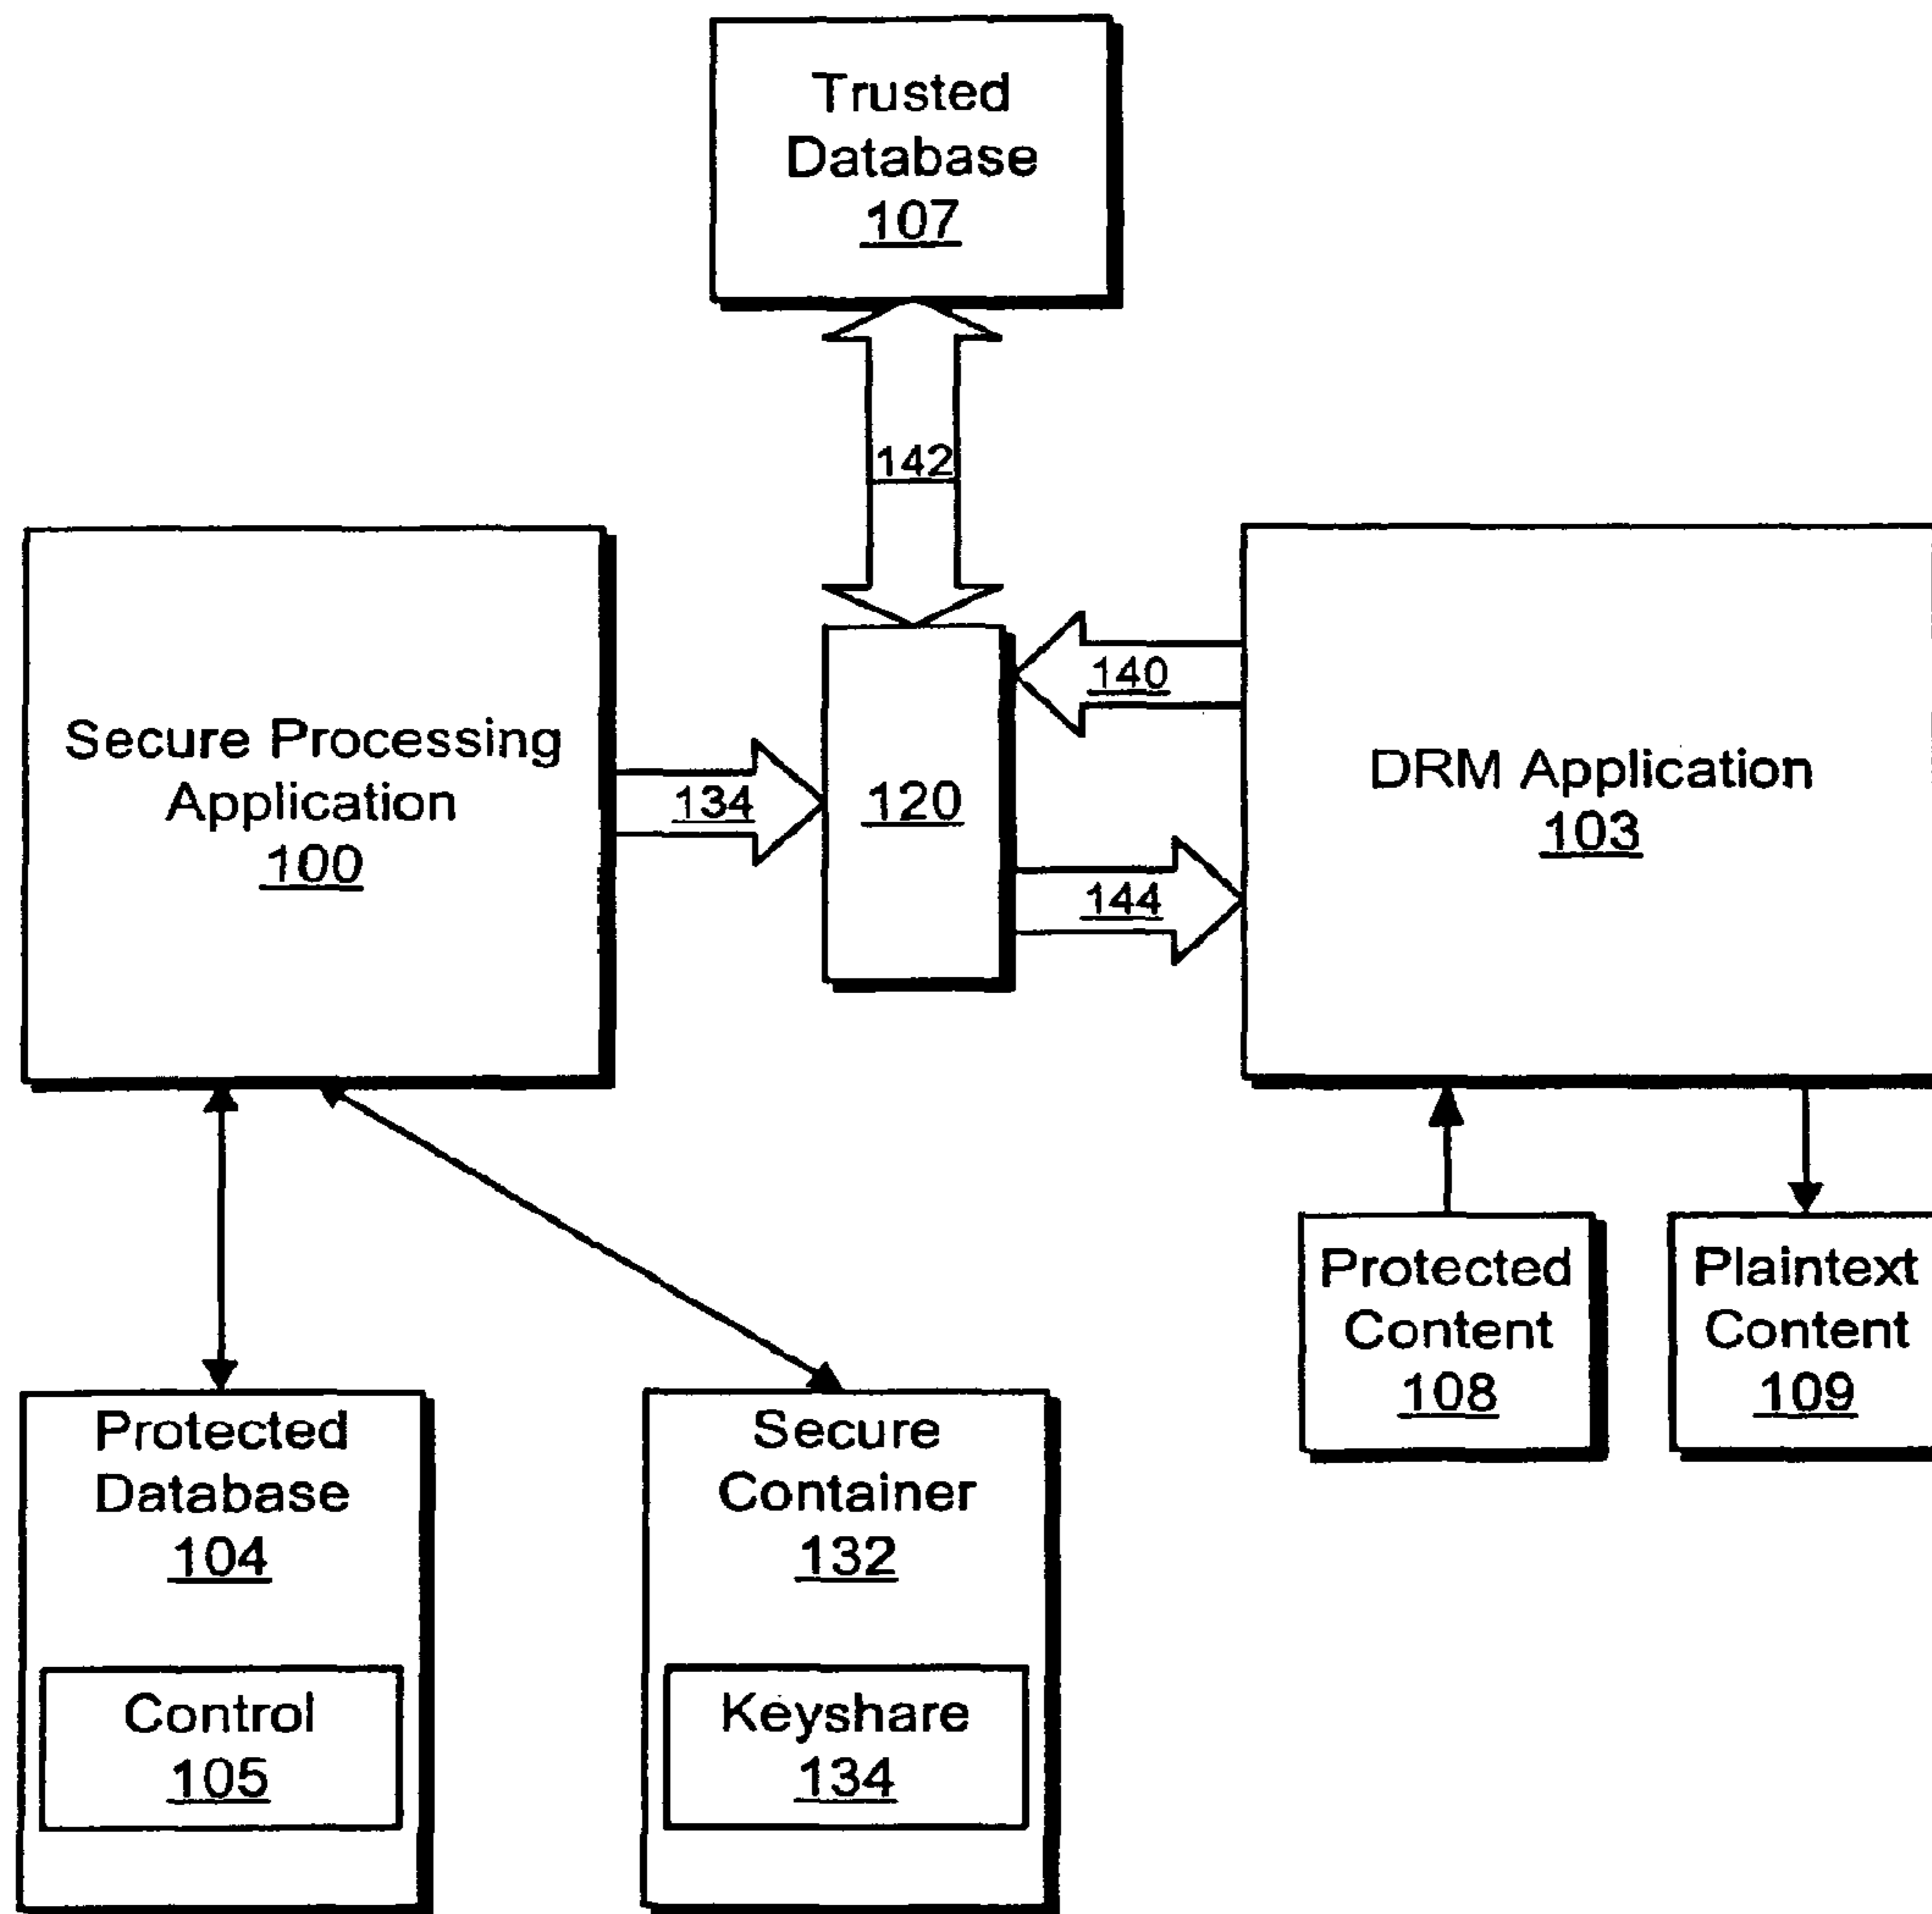 Trusted
Database
107
142
Secure Processing
Application
100
134
120
140
144
DRM Application
103
Protected
Content
108
Plaintext
Content
109
Protected
Database
104
Control
105
Secure
Container
132
Keyshare
134